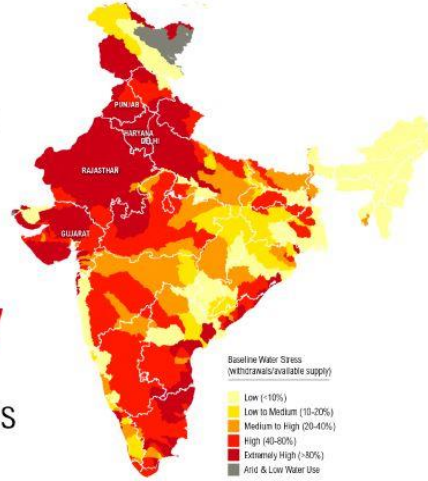 PUNJAB
HARYANA
DELHI
RAJASTHAN
GUJARAT
S
Baseline Water Stress
(withdrawals/available supply)
Low (<10%)
Low to Medium (10-20%)
Medium to High (20-40%)
High (40-80%)
Extremely High (>80%)
Arid & Low Water Use